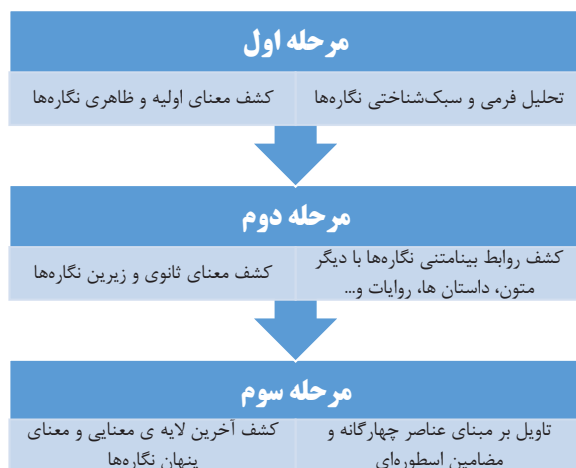 مرحله اول
تحلیل فرمی و سبک‌شناختی نگاره‌ها
کشف معنای اولیه و ظاهری نگاره‌ها
مرحله دوم
کشف روابط بینامتنی نگاره‌ها با دیگر
متون، داستان ها، روایات و...
کشف معنای ثانوی و زیرین نگاره‌ها
مرحله سوم
تاویل بر مبنای عناصر چهارگانه و
مضامین اسطوره‌ای
کشف آخرین لایه ی معنایی و معنای
پنهان نگاره‌ها